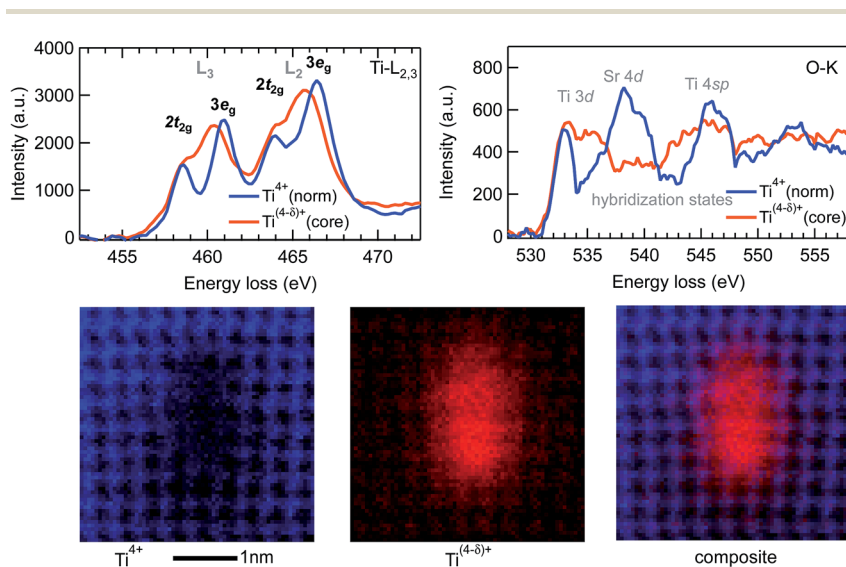 4000
3000
2000
1000
0
Intensity (a.u.)
L3
L2
Ti-L2,3
2t2g
3eg
2t2g
3eg
Ti4+(norm)
Ti(4-δ)+(core)
455 460 465 470
Energy loss (eV)
800
600
400
200
0
Intensity (a.u.)
O-K
Ti 3d
Sr 4d
Ti 4sp
hybridization states
Ti4+(norm)
Ti(4-δ)+(core)
530 535 540 545 550 555
Energy loss (eV)
Ti4+ 1nm
Ti(4-δ)+
composite